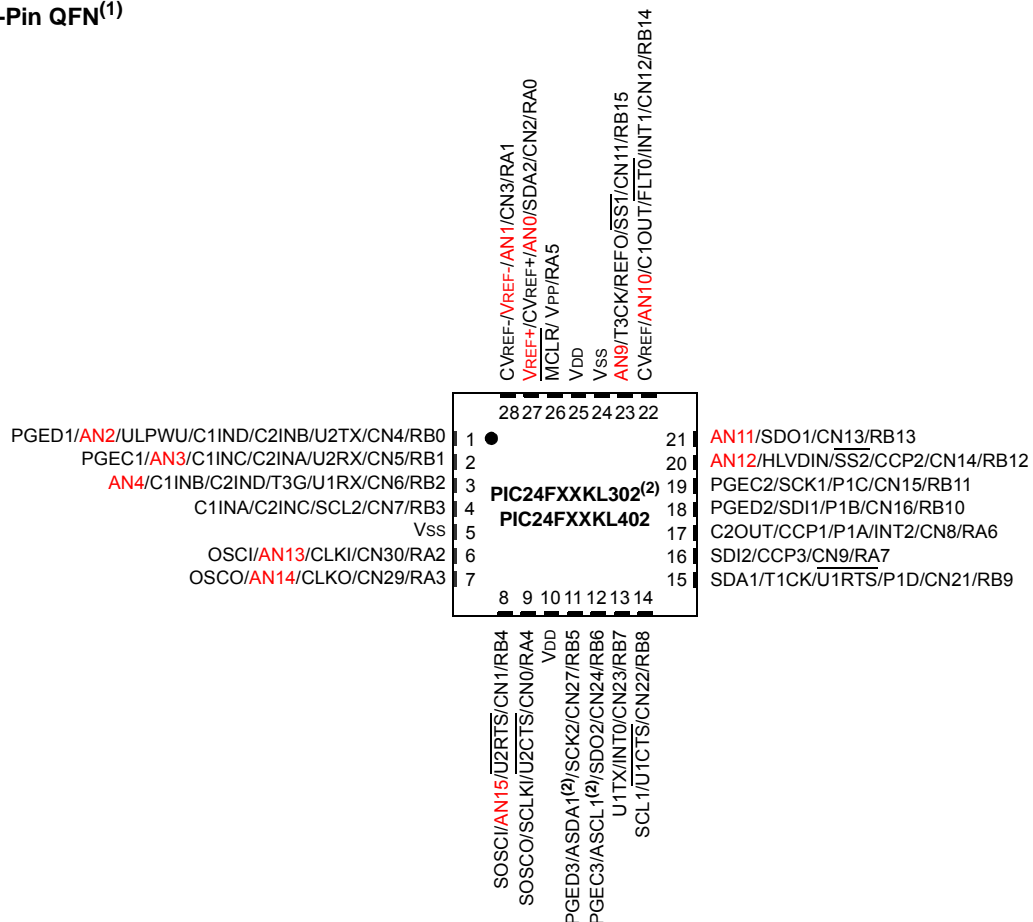 -Pin QFN(1)
CVREF-/VREF-/AN1/CN3/RA1
VREF+/CVREF+/AN0/SDA2/CN2/RA0
MCLR/ VPP/RA5
VDD
VSS
AN9/T3CK/REFO/SS1/CN11/RB15
CVREF/AN10/C1OUT/FLT0/INT1/CN12/RB14
28 27 26 25 24 23 22
PGED1/AN2/ULPWU/C1IND/C2INB/U2TX/CN4/RB0 1
PGEC1/AN3/C1INC/C2INA/U2RX/CN5/RB1 2
AN4/C1INB/C2IND/T3G/U1RX/CN6/RB2 3
C1INA/C2INC/SCL2/CN7/RB3 4
VSS 5
OSCI/AN13/CLKI/CN30/RA2 6
OSCO/AN14/CLKO/CN29/RA3 7
PIC24FXXKL302(2)
PIC24FXXKL402
21 AN11/SDO1/CN13/RB13
20 AN12/HLVDIN/SS2/CCP2/CN14/RB12
19 PGEC2/SCK1/P1C/CN15/RB11
18 PGED2/SDI1/P1B/CN16/RB10
17 C2OUT/CCP1/P1A/INT2/CN8/RA6
16 SDI2/CCP3/CN9/RA7
15 SDA1/T1CK/U1RTS/P1D/CN21/RB9
8 9 10 11 12 13 14
SOSCI/AN15/U2RTS/CN1/RB4
SOSCO/SCLKI/U2CTS/CN0/RA4
VDD
PGED3/ASDA1(2)/SCK2/CN27/RB5
PGEC3/ASCL1(2)/SDO2/CN24/RB6
U1TX/INT0/CN23/RB7
SCL1/U1CTS/CN22/RB8